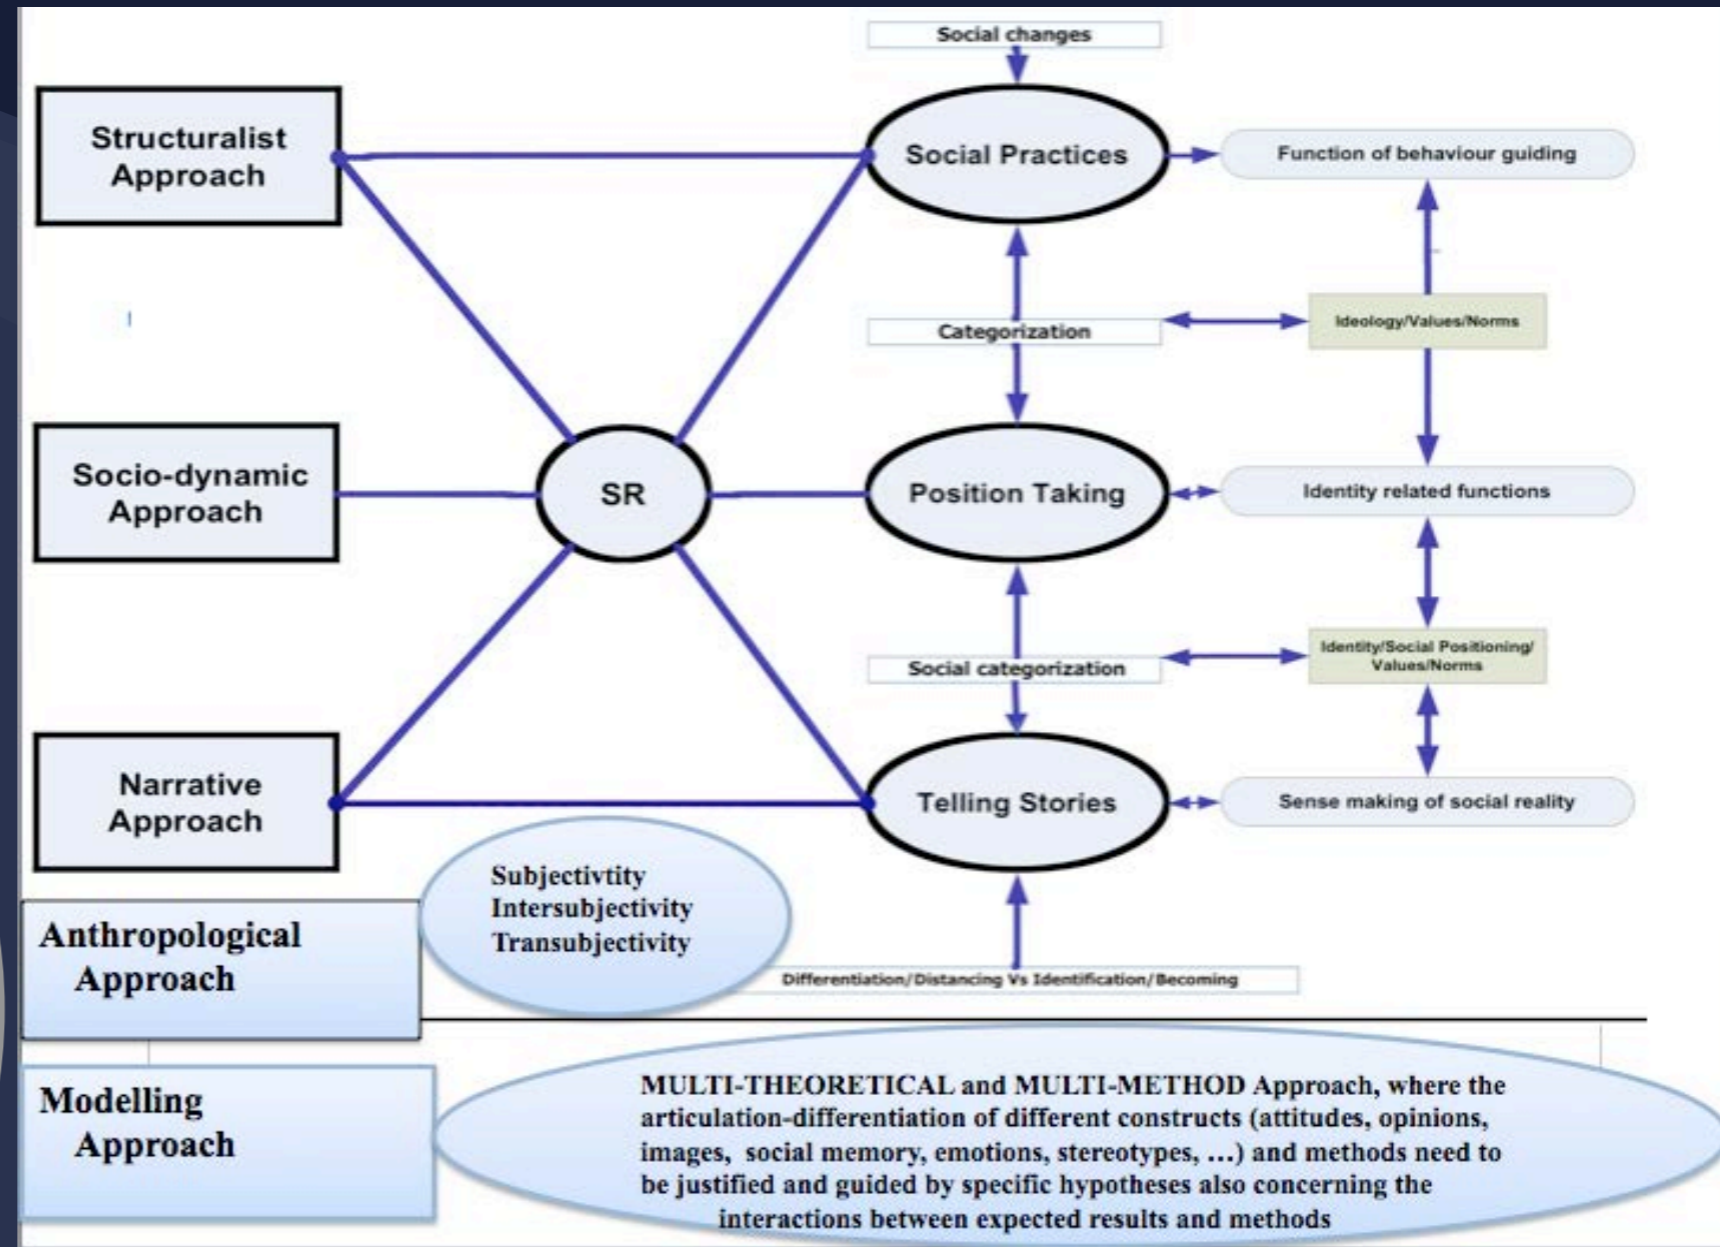 Social changes
Structuralist
Approach
Social Practices
Function of behaviour guiding
Categorization
Ideology/Values/Norms
Socio-dynamic
Approach
SR
Position Taking
Identity related functions
Social categorization
Identity/Social Positioning/
Values/Norms
Narrative
Approach
Telling Stories
Sense making of social reality
Subjectivtity
Intersubjectivity
Transubjectivity
Anthropological
Approach
Differentiation/Distancing Vs Identification/Becoming
Modelling
Approach
MULTI-THEORETICAL and MULTI-METHOD Approach, where the
articulation-differentiation of different constructs (attitudes, opinions,
images, social memory, emotions, stereotypes, ...) and methods need to
be justified and guided by specific hypotheses also concerning the
interactions between expected results and methods